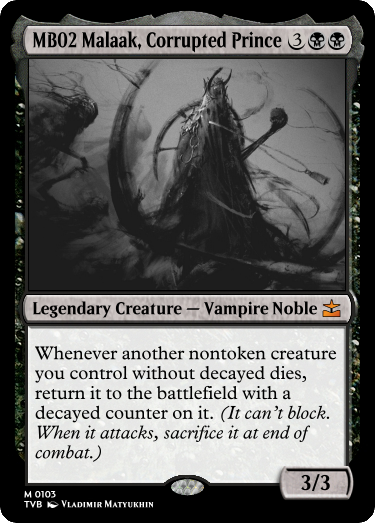 MB02 Malaak, Corrupted Prince 3
Legendary Creature — Vampire Noble
Whenever another nontoken creature
you control without decayed dies,
return it to the battlefield with a
decayed counter on it. (It can't block.
When it attacks, sacrifice it at end of
combat.)
3/3
M 0103
TVB Vladimir Matyukhin